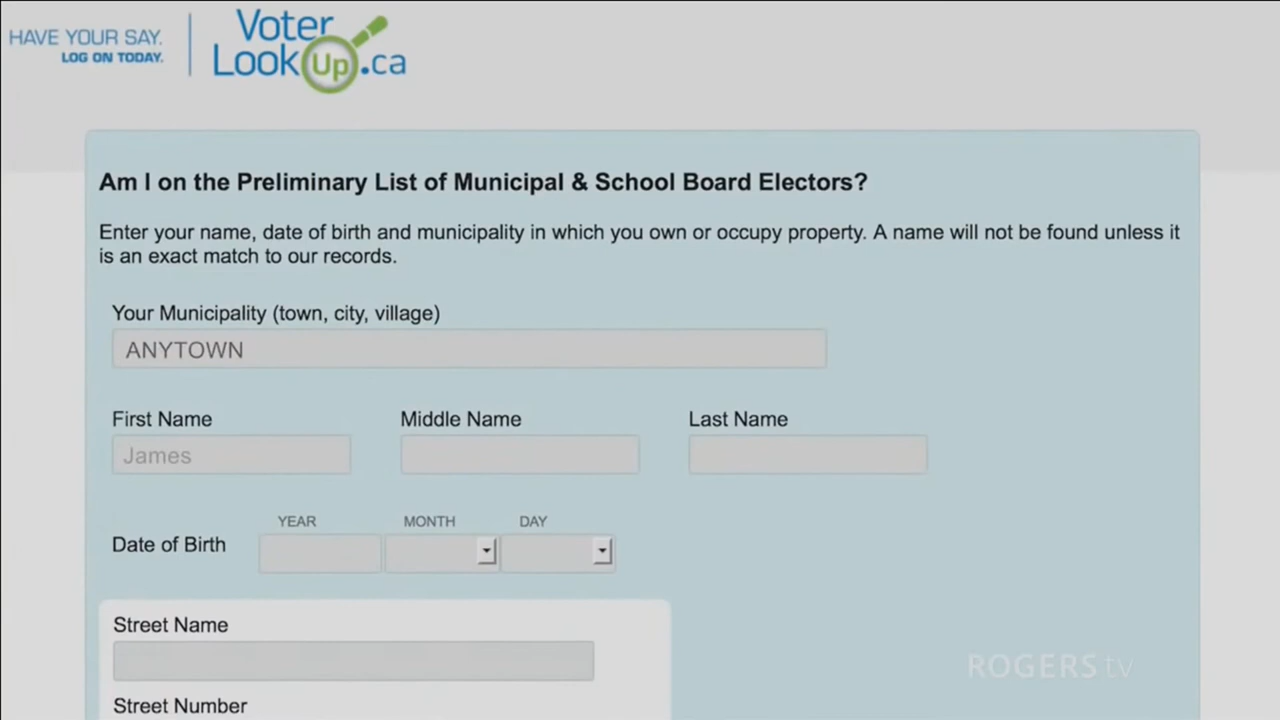 HAVE YOUR SAY.
LOG ON TODAY.
Voter
LookUp.ca
Am I on the Preliminary List of Municipal & School Board Electors?
Enter your name, date of birth and municipality in which you own or occupy property. A name will not be found unless it
is an exact match to our records.
Your Municipality (town, city, village)
ANYTOWN
First Name Middle Name Last Name
James
YEAR MONTH DAY
Date of Birth
Street Name
Street Number
ROGERS tv